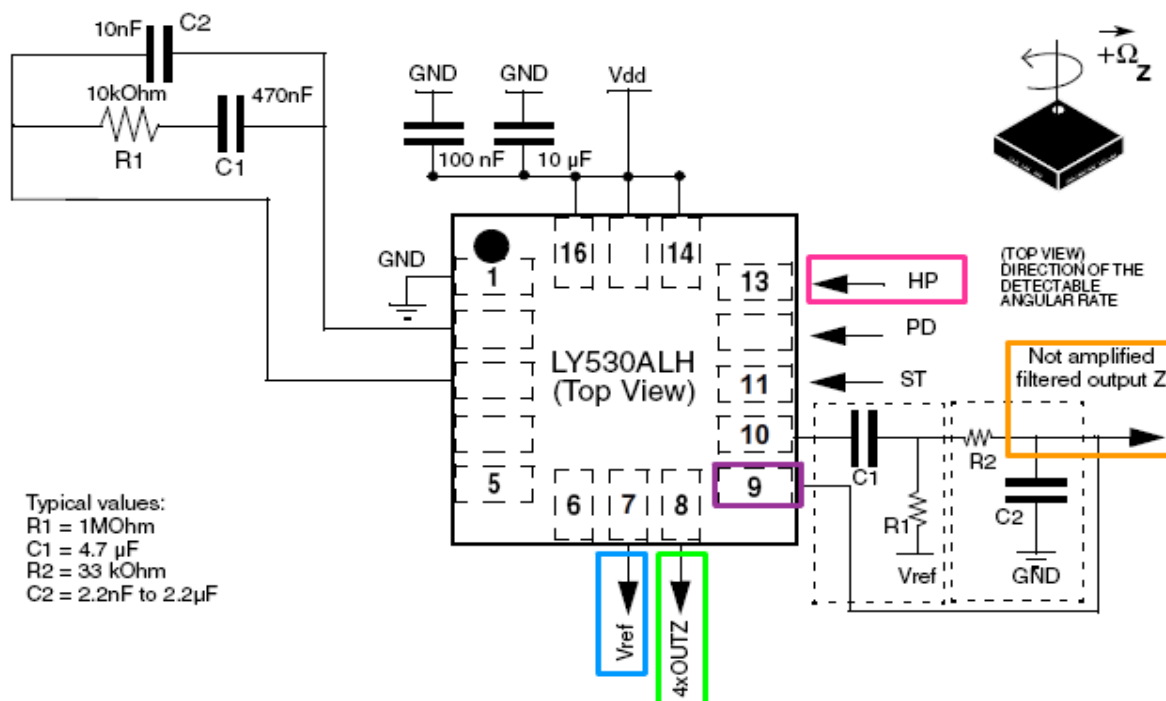 10nF
C2
10kOhm
470nF
R1
C1
GND
GND
Vdd
100 nF
10 µF
+Ω
Z
GND
1
16
14
13
HP
(TOP VIEW)
DIRECTION OF THE
DETECTABLE
ANGULAR RATE
PD
LY530ALH
(Top View)
11
ST
Not amplified
filtered output Z
10
C1
R2
5
6
7
8
9
R1
C2
Vref
GND
Typical values:
R1 = 1MOhm
C1 = 4.7 µF
R2 = 33 kOhm
C2 = 2.2nF to 2.2µF
Vref
4xOUTZ